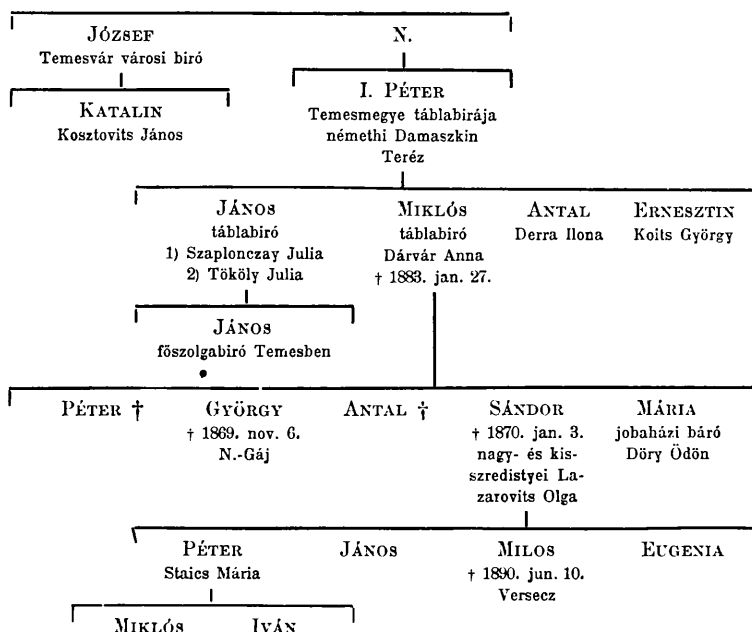 JÓZSEF N.
Temesvár városi biró
I. PÉTER
KATALIN Temesmegye táblabirája
Kosztovits János némethi Damaszkin
Teréz
JÁNOS MIKLÓS ANTAL ERNESZTIN
táblabiró táblabiró Derra Ilona Koits György
1) Szaplonczay Julia Dárvár Anna
2) Tököly Julia † 1883. jan. 27.
JÁNOS
főszolgabiró Temesben
PÉTER † GYÖRGY ANTAL † SÁNDOR MÁRIA
† 1869. nov. 6. † 1870. jan. 3. jobaházi báró
N.-Gáj nagy- és kis- Döry Ödön
szredistyei La-
zarovits Olga
PÉTER JÁNOS MILOS EUGENIA
Staics Mária † 1890. jun. 10.
Versecz
MIKLÓS IVÁN